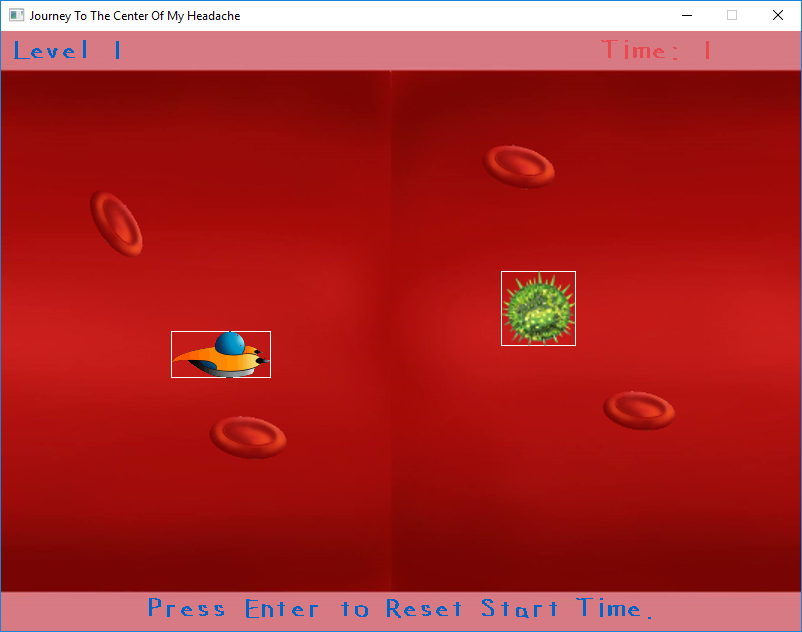 Journey To The Center Of My Headache
Level 1 Time: 1
Press Enter to Reset Start Time.